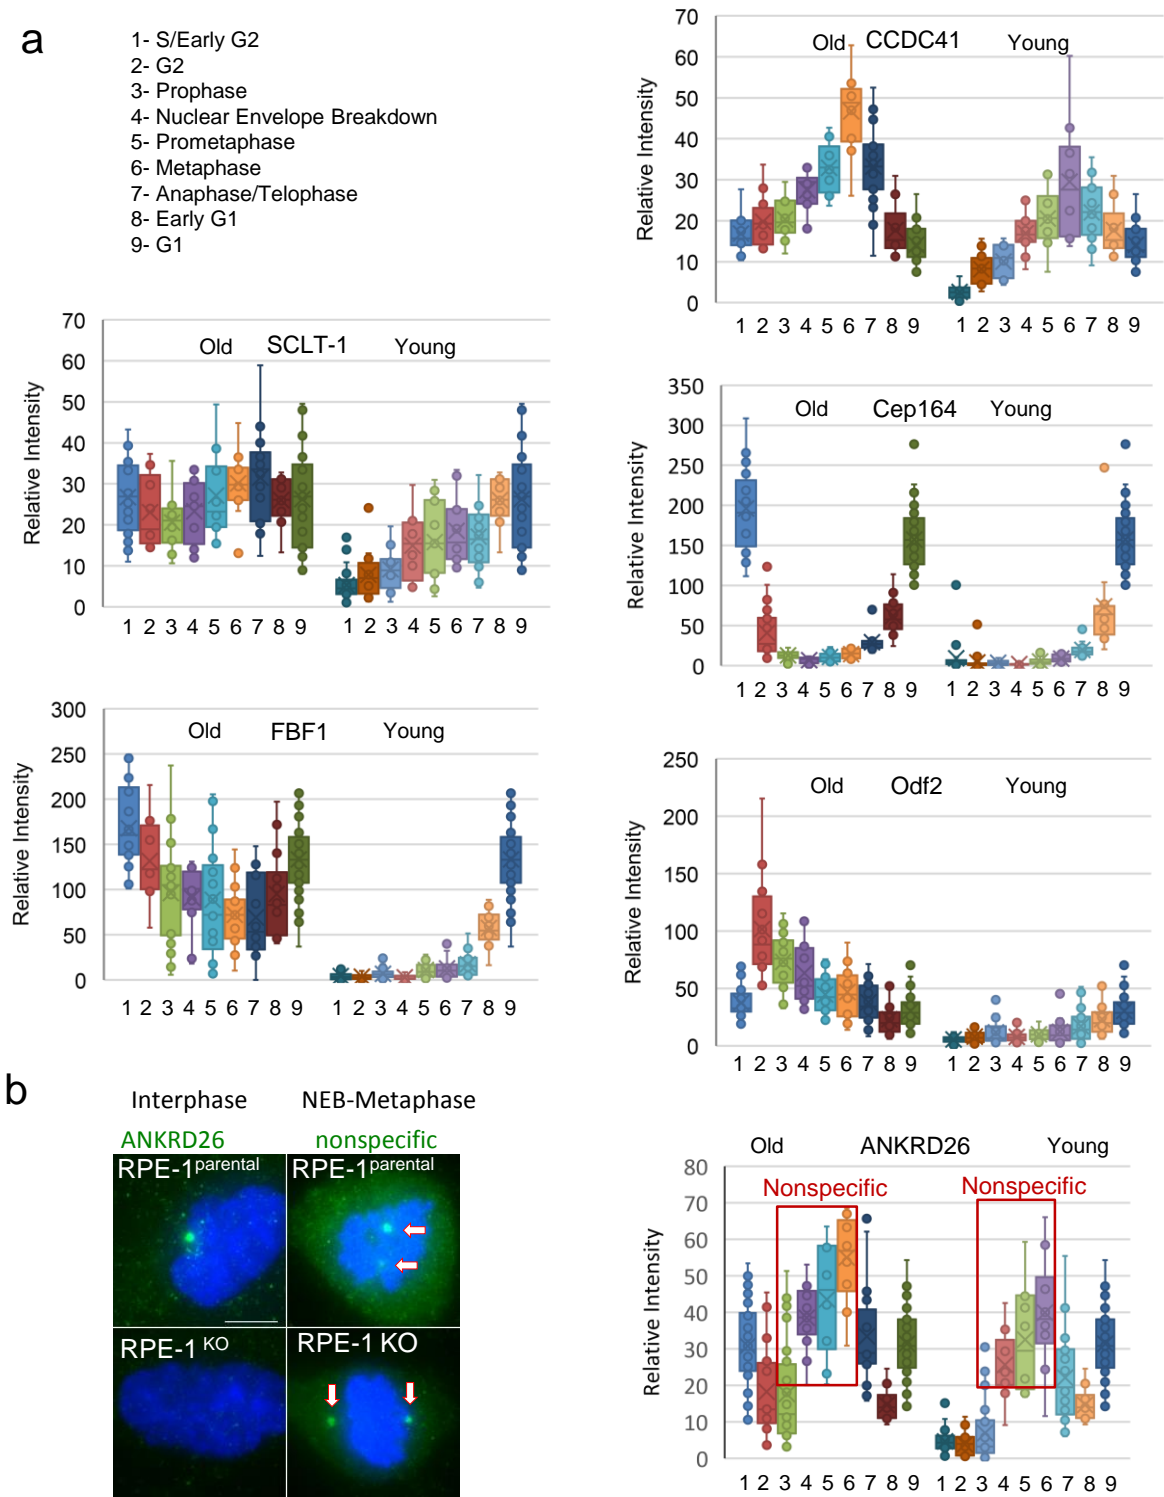 a
1- S/Early G2
2- G2
3- Prophase
4- Nuclear Envelope Breakdown
5- Prometaphase
6- Metaphase
7- Anaphase/Telophase
8- Early G1
9- G1
Old CCDC41 Young
Relative Intensity
70
60
50
40
30
20
10
0
1 2 3 4 5 6 7 8 9 1 2 3 4 5 6 7 8 9
Old SCLT-1 Young
Relative Intensity
70
60
50
40
30
20
10
0
1 2 3 4 5 6 7 8 9 1 2 3 4 5 6 7 8 9
Old Cep164 Young
Relative Intensity
350
300
250
200
150
100
50
0
1 2 3 4 5 6 7 8 9 1 2 3 4 5 6 7 8 9
Old FBF1 Young
Relative Intensity
300
250
200
150
100
50
0
1 2 3 4 5 6 7 8 9 1 2 3 4 5 6 7 8 9
Old Odf2 Young
Relative Intensity
250
200
150
100
50
0
1 2 3 4 5 6 7 8 9 1 2 3 4 5 6 7 8 9
b
Interphase NEB-Metaphase
ANKRD26 nonspecific
RPE-1parental RPE-1parental
RPE-1 KO RPE-1 KO
Old ANKRD26 Young
Nonspecific Nonspecific
Relative Intensity
80
70
60
50
40
30
20
10
0
1 2 3 4 5 6 7 8 9 1 2 3 4 5 6 7 8 9